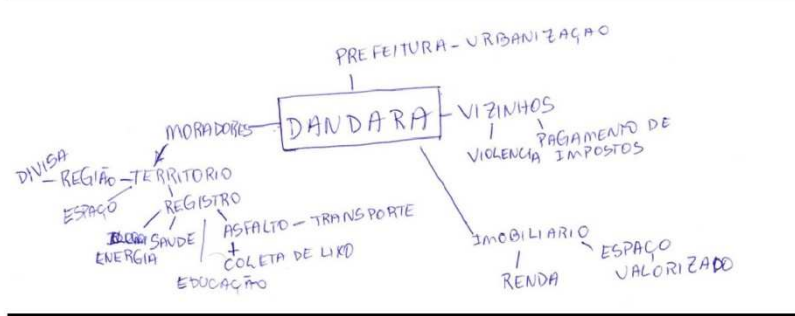 PREFEITURA - URBANIZAÇAO
DANDARA
MORADORES
DIVISA
REGIÃO - TERRITORIO
ESPAÇO
REGISTRO
SAUDE
ENERGIA
EDUCAÇÃO
ASFALTO - TRANSPORTE
+
COLETA DE LIXO
VIZINHOS
VIOLENCIA
PAGAMENTO DE
IMPOSTOS
IMOBILIARIO
RENDA
ESPAÇO
VALORIZADO